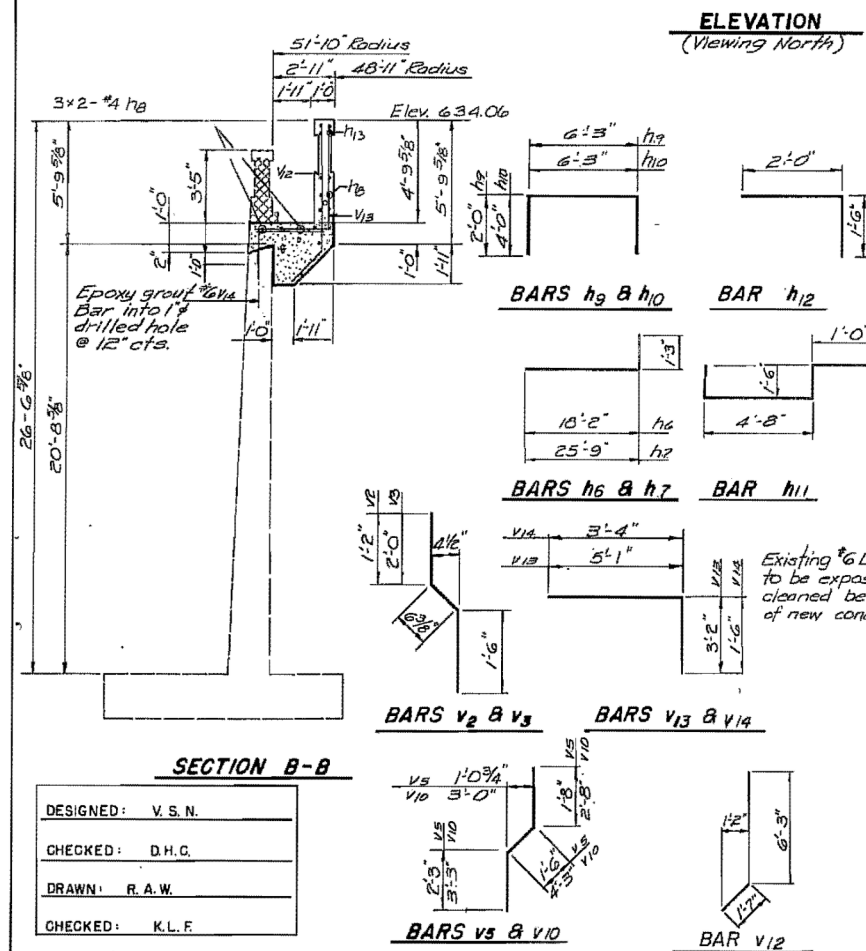 ELEVATION
(Viewing North)
51'-10" Radius
2'-11" 48'-11" Radius
1'-11" 1'-0"
3×2-#4 h8
Elev. 634.06
h13
V12
h8
V13
5'-9 5/8"
3'-5"
1'-0"
2"
1'-0"
4'-9 5/8"
5'-9 5/8"
1'-0"
1'-11"
Epoxy grout #6 V14
Bar into 1"φ
drilled hole
@ 12" cts.
1'-0"
1'-11"
26'-6 5/8"
20'-8 5/8"
6'-3" h9
6'-3" h10
h9 h10
2'-0" 4'-0"
BARS h9 & h10
2'-0"
1'-6"
BAR h12
1'-3"
18'-2" h6
25'-9" h7
BARS h6 & h7
1'-0"
1'-6"
4'-8"
BAR h11
V2 V3
1'-2" 2'-0"
4 1/2"
6 3/8"
1'-6"
BARS V2 & V3
V14 3'-4"
V13 5'-1"
V13 V14
3'-2" 1'-6"
BARS V13 & V14
Existing #6
to be
cleaned
of new
SECTION B-B
DESIGNED: V. S. N.
CHECKED: D.H.C.
DRAWN: R. A. W.
CHECKED: K.L.F.
V5 1'-0 3/4"
V10 3'-0"
V5 V10
1'-8" 2'-8"
V5 V10
2'-3" 3'-3"
1'-6" V5
4'-3" V10
BARS V5 & V10
1'-2"
6'-3"
1'-7"
BAR V12